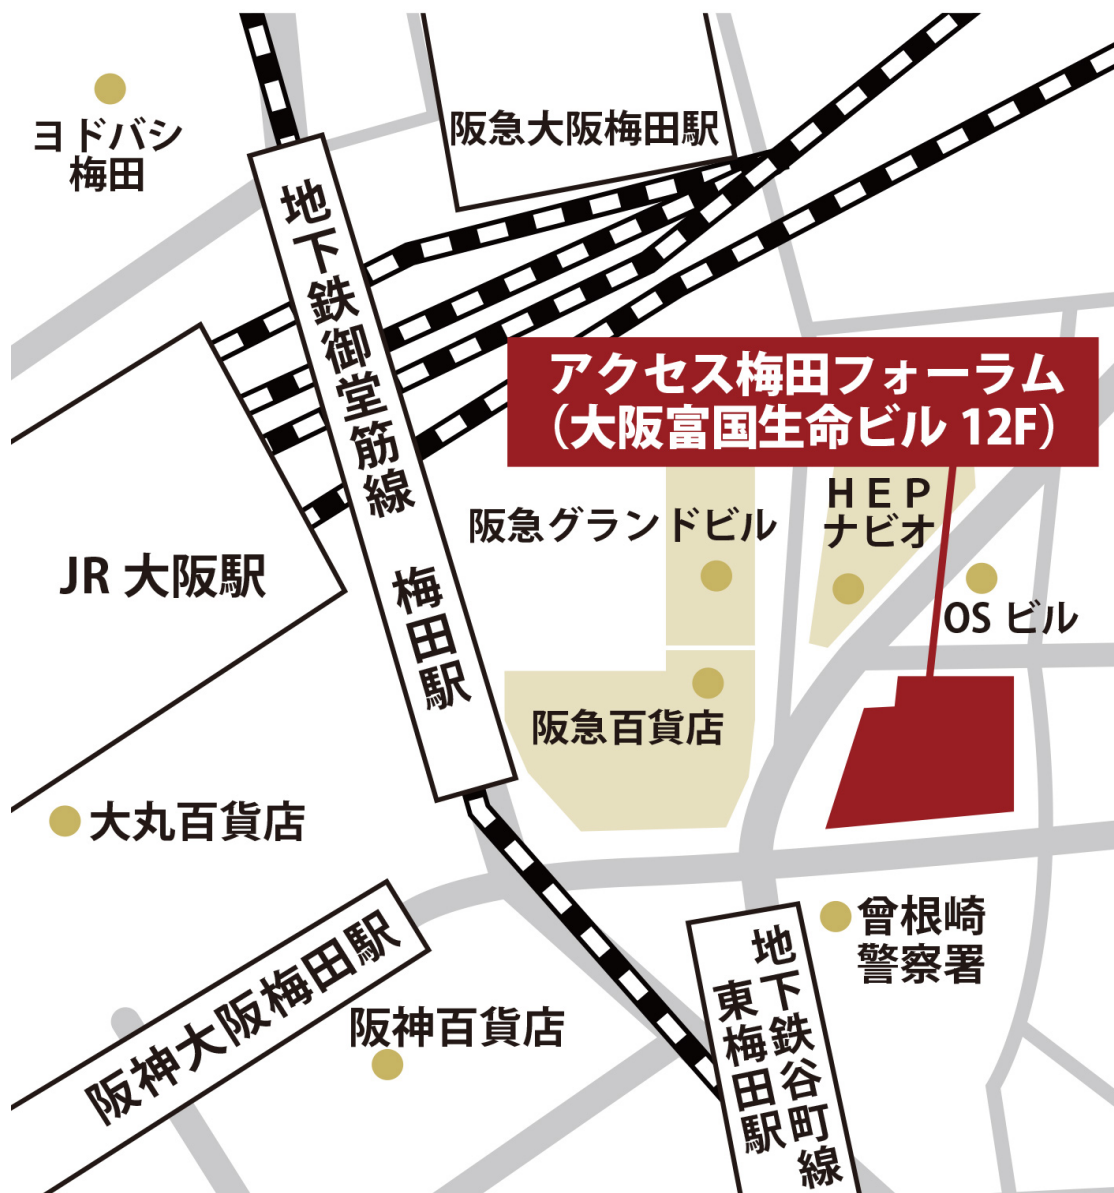 ヨドバシ
梅田
阪急大阪梅田駅
地下鉄御堂筋線 梅田駅
アクセス梅田フォーラム
（大阪富国生命ビル 12F）
JR 大阪駅
阪急グランドビル
HEP
ナビオ
OS ビル
阪急百貨店
大丸百貨店
阪神大阪梅田駅
阪神百貨店
曾根崎
警察署
地下鉄谷町線
東梅田駅